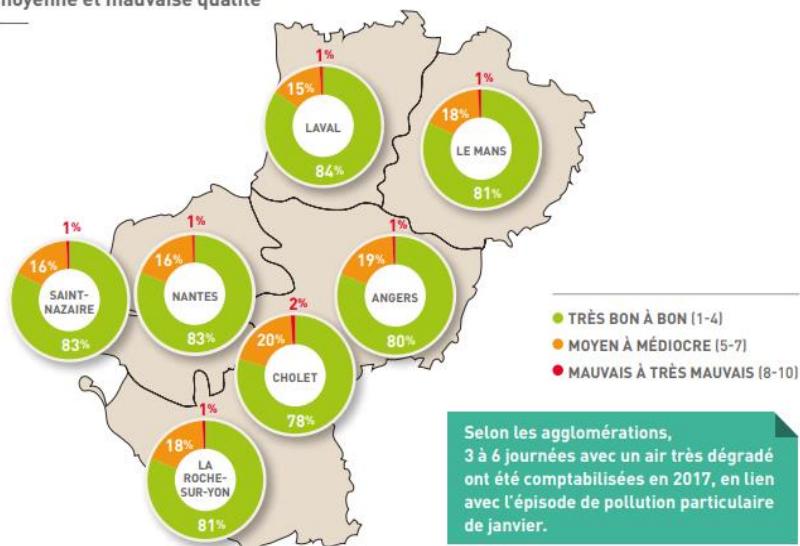 moyenne et mauvaise qualité
1%
15%
LAVAL
84%
1%
18%
LE MANS
81%
1%
16%
SAINT-
NAZAIRE
83%
1%
16%
NANTES
83%
1%
19%
ANGERS
80%
2%
20%
CHOLET
78%
1%
18%
LA
ROCHE-
SUR-YON
81%
TRÈS BON À BON (1-4)
MOYEN À MÉDIOCRE (5-7)
MAUVAIS À TRÈS MAUVAIS (8-10)
Selon les agglomérations,
3 à 6 journées avec un air très dégradé
ont été comptabilisées en 2017, en lien
avec l'épisode de pollution particulaire
de janvier.